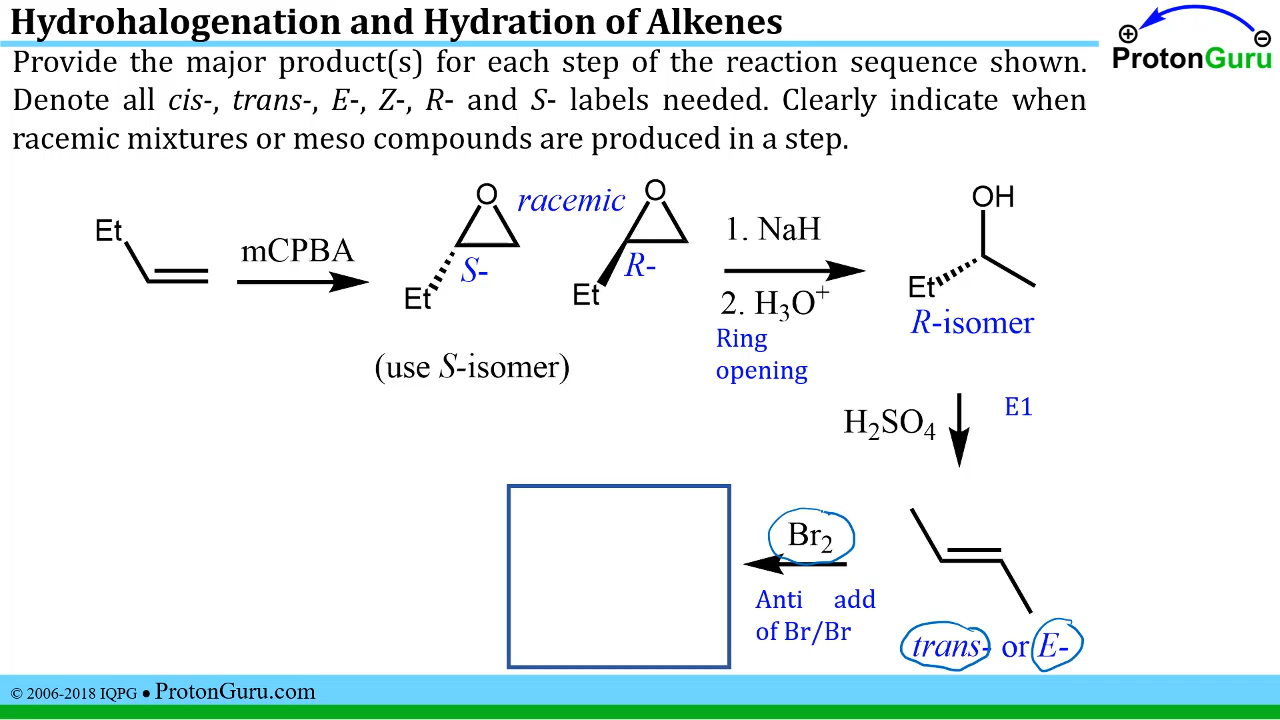 Hydrohalogenation and Hydration of Alkenes
ProtonGuru
Provide the major product(s) for each step of the reaction sequence shown.
Denote all cis-, trans-, E-, Z-, R- and S- labels needed. Clearly indicate when
racemic mixtures or meso compounds are produced in a step.
Et
mCPBA
O
S-
Et
racemic
O
R-
Et
(use S-isomer)
1. NaH
2. H₃O⁺
Ring
opening
OH
Et
R-isomer
H₂SO₄
E1
Br₂
Anti add
of Br/Br
trans- or E-
© 2006-2018 IQPG ● ProtonGuru.com